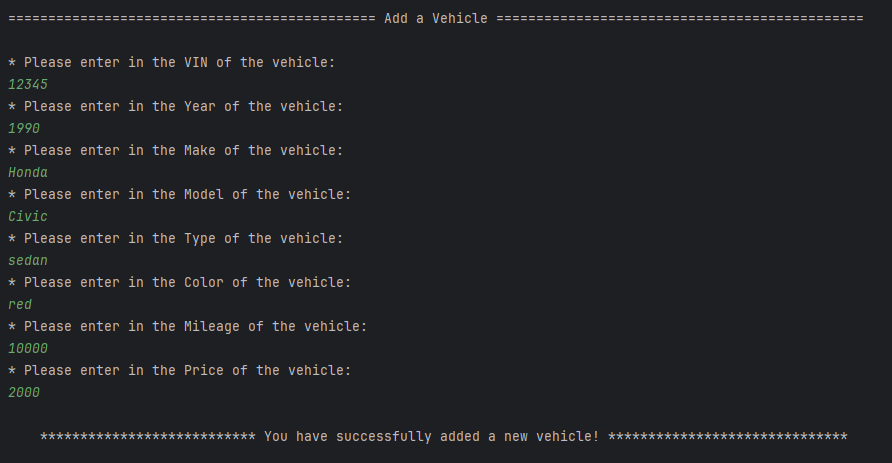 ============================================== Add a Vehicle ==============================================
* Please enter in the VIN of the vehicle:
12345
* Please enter in the Year of the vehicle:
1990
* Please enter in the Make of the vehicle:
Honda
* Please enter in the Model of the vehicle:
Civic
* Please enter in the Type of the vehicle:
sedan
* Please enter in the Color of the vehicle:
red
* Please enter in the Mileage of the vehicle:
10000
* Please enter in the Price of the vehicle:
2000
*************************** You have successfully added a new vehicle! ******************************